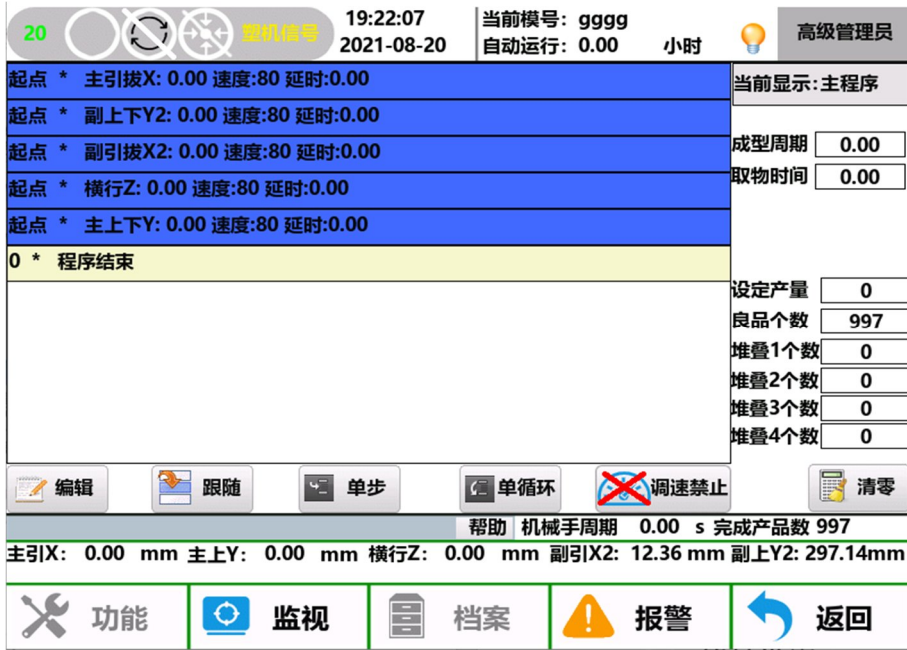 20 塑机信号 19:22:07 当前模号: gggg 高级管理员
2021-08-20 自动运行: 0.00 小时
起点 * 主引拔X: 0.00 速度:80 延时:0.00
当前显示:主程序
起点 * 副上下Y2: 0.00 速度:80 延时:0.00
起点 * 副引拔X2: 0.00 速度:80 延时:0.00
成型周期 0.00
起点 * 横行Z: 0.00 速度:80 延时:0.00
取物时间 0.00
起点 * 主上下Y: 0.00 速度:80 延时:0.00
0 * 程序结束
设定产量 0
良品个数 997
堆叠1个数 0
堆叠2个数 0
堆叠3个数 0
堆叠4个数 0
编辑 跟随 单步 单循环 调速禁止 清零
帮助 机械手周期 0.00 s 完成产品数 997
主引X: 0.00 mm 主上Y: 0.00 mm 横行Z: 0.00 mm 副引X2: 12.36 mm 副上Y2: 297.14mm
功能 监视 档案 报警 返回